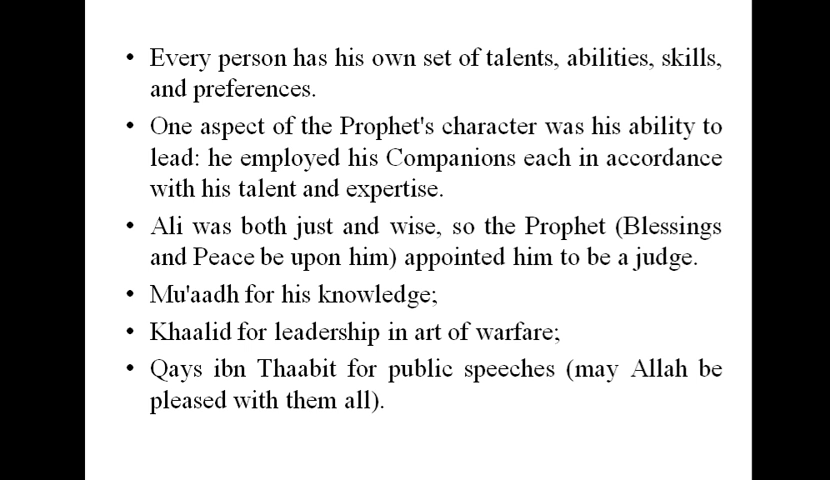 • Every person has his own set of talents, abilities, skills,
and preferences.
• One aspect of the Prophet's character was his ability to
lead: he employed his Companions each in accordance
with his talent and expertise.
• Ali was both just and wise, so the Prophet (Blessings
and Peace be upon him) appointed him to be a judge.
• Mu'aadh for his knowledge;
• Khaalid for leadership in art of warfare;
• Qays ibn Thaabit for public speeches (may Allah be
pleased with them all).